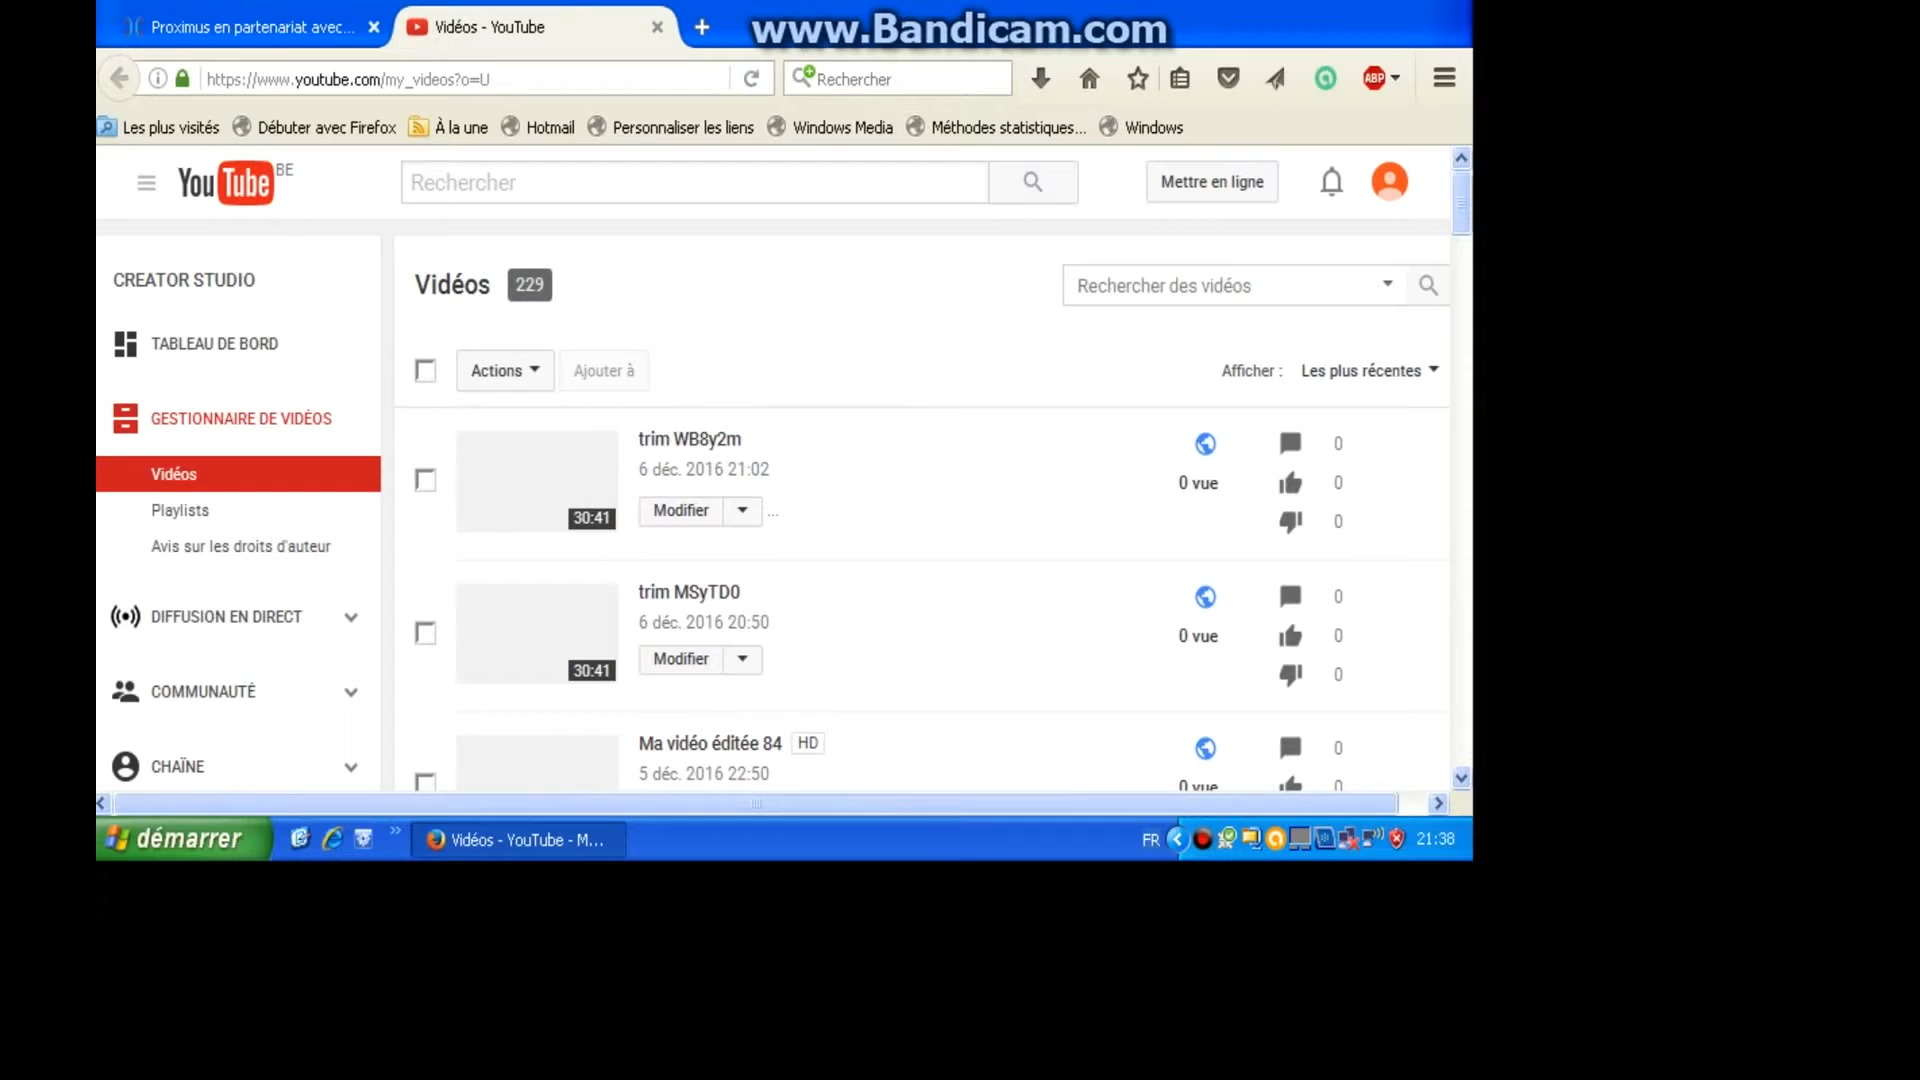 Proximus en partenariat avec...
Vidéos - YouTube
www.Bandicam.com
https://www.youtube.com/my_videos?o=U
Rechercher
ABP
Les plus visités
Débuter avec Firefox
À la une
Hotmail
Personnaliser les liens
Windows Media
Méthodes statistiques...
Windows
YouTube BE
Rechercher
Mettre en ligne
CREATOR STUDIO
TABLEAU DE BORD
GESTIONNAIRE DE VIDÉOS
Vidéos
Playlists
Avis sur les droits d'auteur
DIFFUSION EN DIRECT
COMMUNAUTÉ
CHAÎNE
Vidéos 229
Rechercher des vidéos
Actions
Ajouter à
Afficher :
Les plus récentes
trim WB8y2m
6 déc. 2016 21:02
30:41
Modifier
...
0 vue
0
0
0
trim MSyTD0
6 déc. 2016 20:50
30:41
Modifier
0 vue
0
0
0
Ma vidéo éditée 84 HD
5 déc. 2016 22:50
0 vue
0
0
démarrer
»
Vidéos - YouTube - M...
FR
21:38